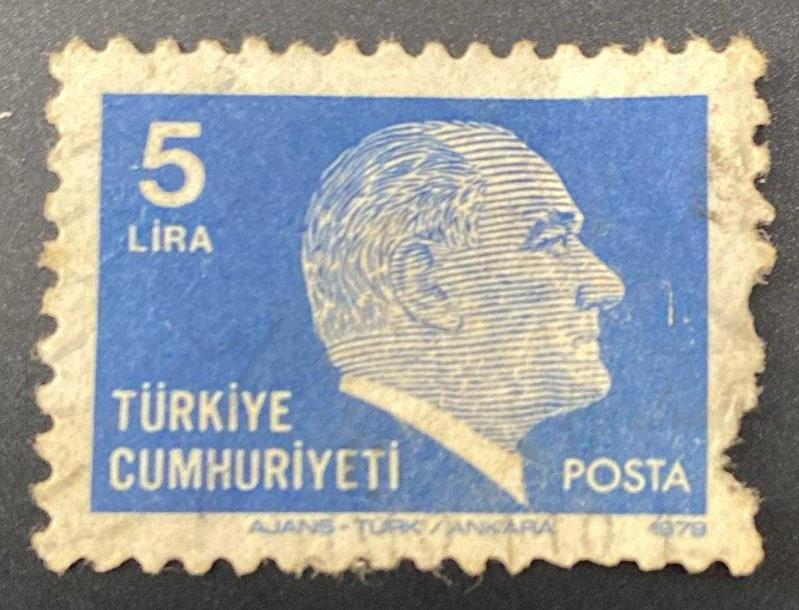 5
LİRA
TÜRKİYE
CUMHURİYETİ
POSTA
AJANS-TÜRK/ANKARA
1979